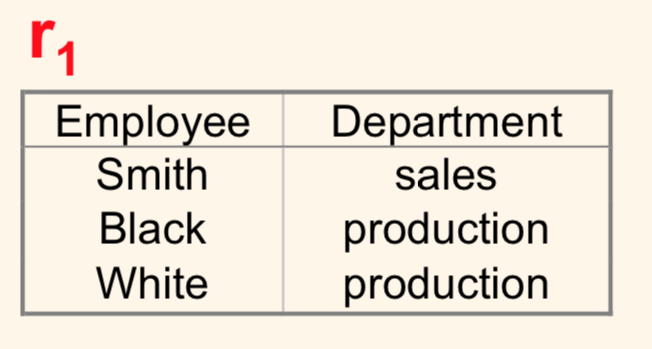 r1
Employee Department
Smith sales
Black production
White production